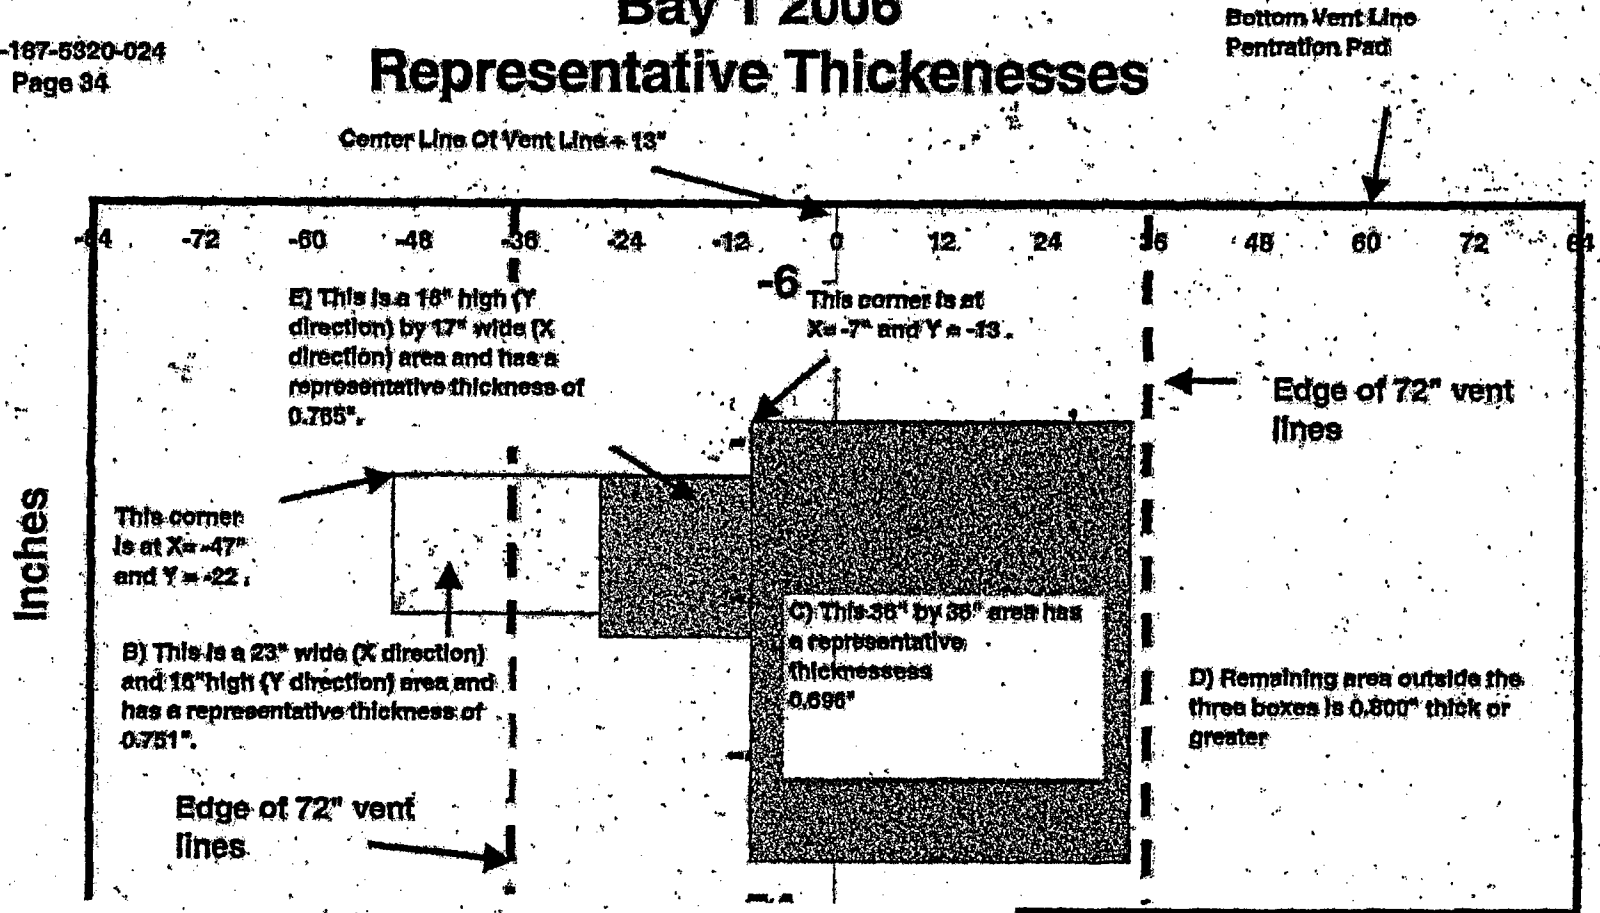 Bay 1 2006
Representative Thickenesses
-187-5320-024
Page 34
Bottom Vent Line
Pentration Pad
Center Line Of Vent Line + 13"
-84 -72 -60 -48 -36 -24 -12 0 12 24 36 48 60 72 84
-6
E) This is a 16" high (Y
direction) by 17" wide (X
direction) area and has a
representative thickness of
0.765".
This corner is at
X= -7" and Y = -13 .
Edge of 72" vent
lines
This corner
is at X= -47"
and Y = -22 .
Inches
C) This 36" by 36" area has
a representative
thicknessess
0.696"
B) This is a 23" wide (X direction)
and 16"high (Y direction) area and
has a representative thickness of
0.751".
D) Remaining area outside the
three boxes is 0.800" thick or
greater
Edge of 72" vent
lines